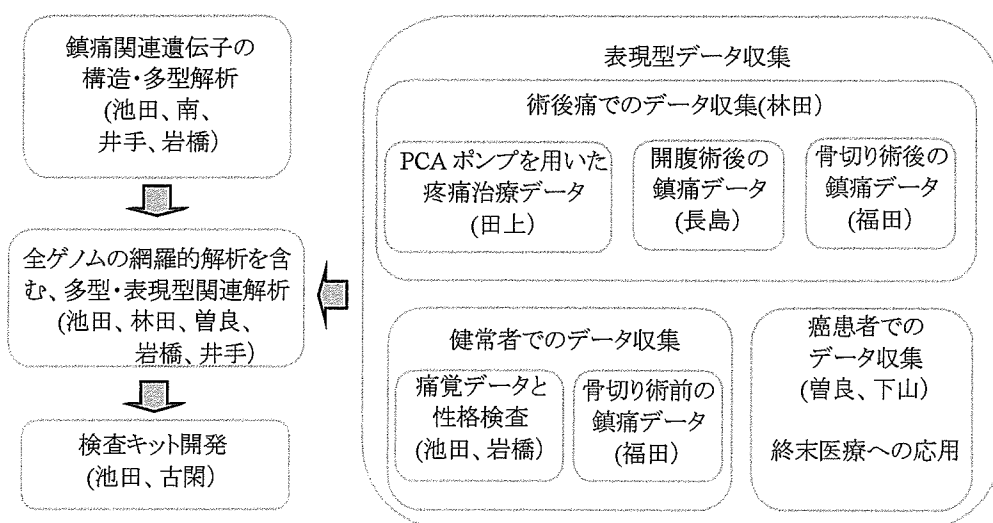 鎮痛関連遺伝子の
構造・多型解析
(池田、南、
井手、岩橋)
全ゲノムの網羅的解析を含
む、多型・表現型関連解析
(池田、林田、曽良、
岩橋、井手)
検査キット開発
(池田、古閑)
表現型データ収集
術後痛でのデータ収集(林田)
PCA ポンプを用いた
疼痛治療データ
(田上)
開腹術後の
鎮痛データ
(長島)
骨切り術後の
鎮痛データ
(福田)
健常者でのデータ収集
痛覚データと
性格検査
(池田、岩橋)
骨切り術前の
鎮痛データ
(福田)
癌患者での
データ収集
(曽良、下山)
終末医療への応用